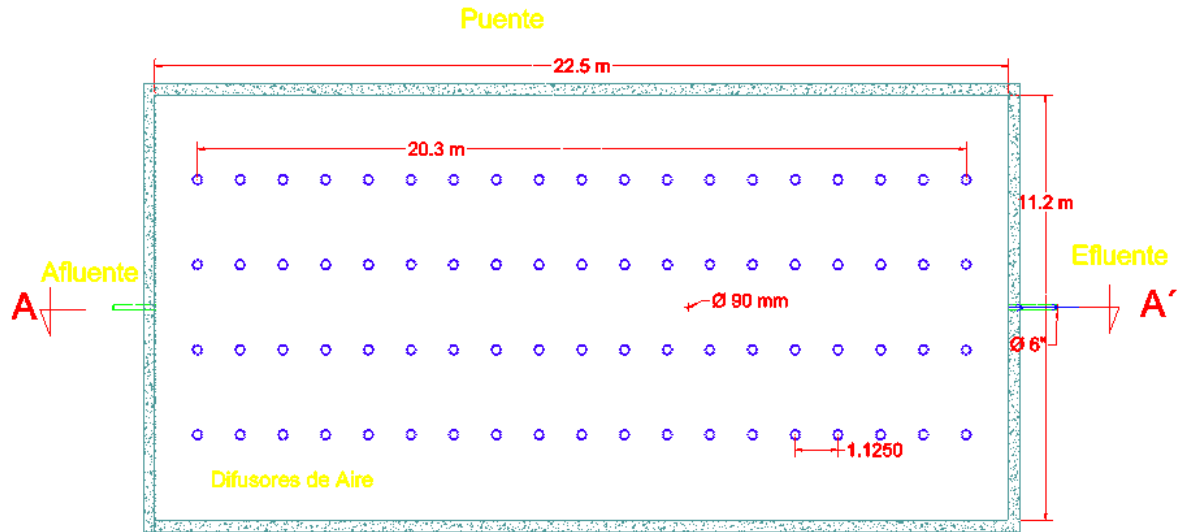 Puente
22.5 m
20.3 m
11.2 m
Afluente
Efluente
A
Ø 90 mm
A´
Ø 6"
1.1250
Difusores de Aire